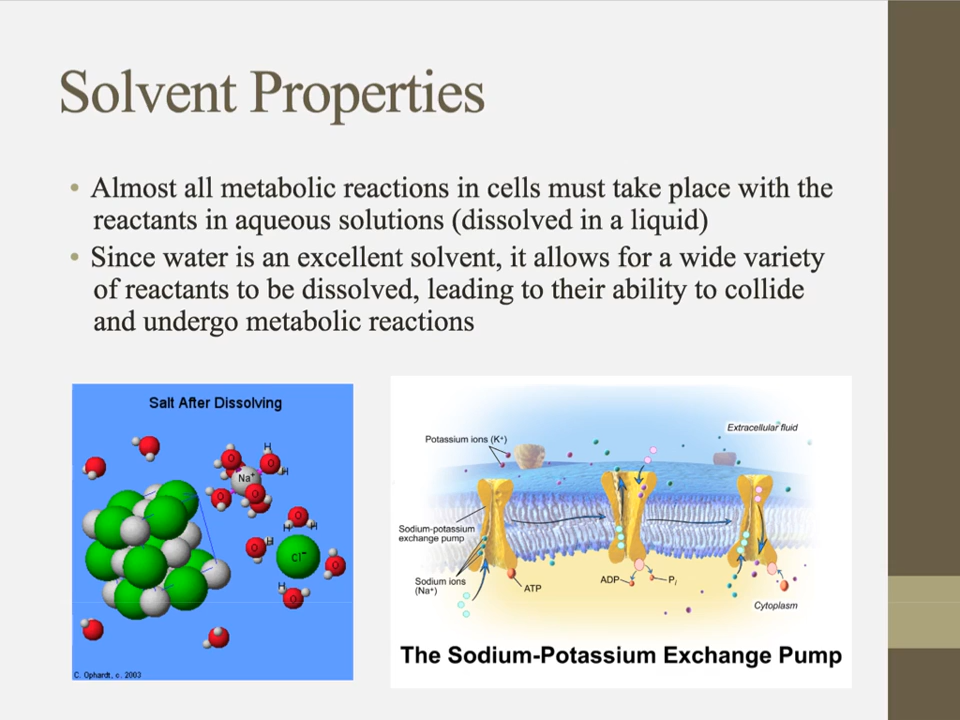 Solvent Properties
• Almost all metabolic reactions in cells must take place with the
reactants in aqueous solutions (dissolved in a liquid)
• Since water is an excellent solvent, it allows for a wide variety
of reactants to be dissolved, leading to their ability to collide
and undergo metabolic reactions
Salt After Dissolving
H
O
O
H
Na⁺
O
O
O
H
H
O
H
Cl⁻
O
H
O
C. Ophardt, c. 2003
Extracellular fluid
Potassium ions (K⁺)
Sodium-potassium
exchange pump
Sodium ions
(Na⁺)
ATP
ADP
Pᵢ
Cytoplasm
The Sodium-Potassium Exchange Pump